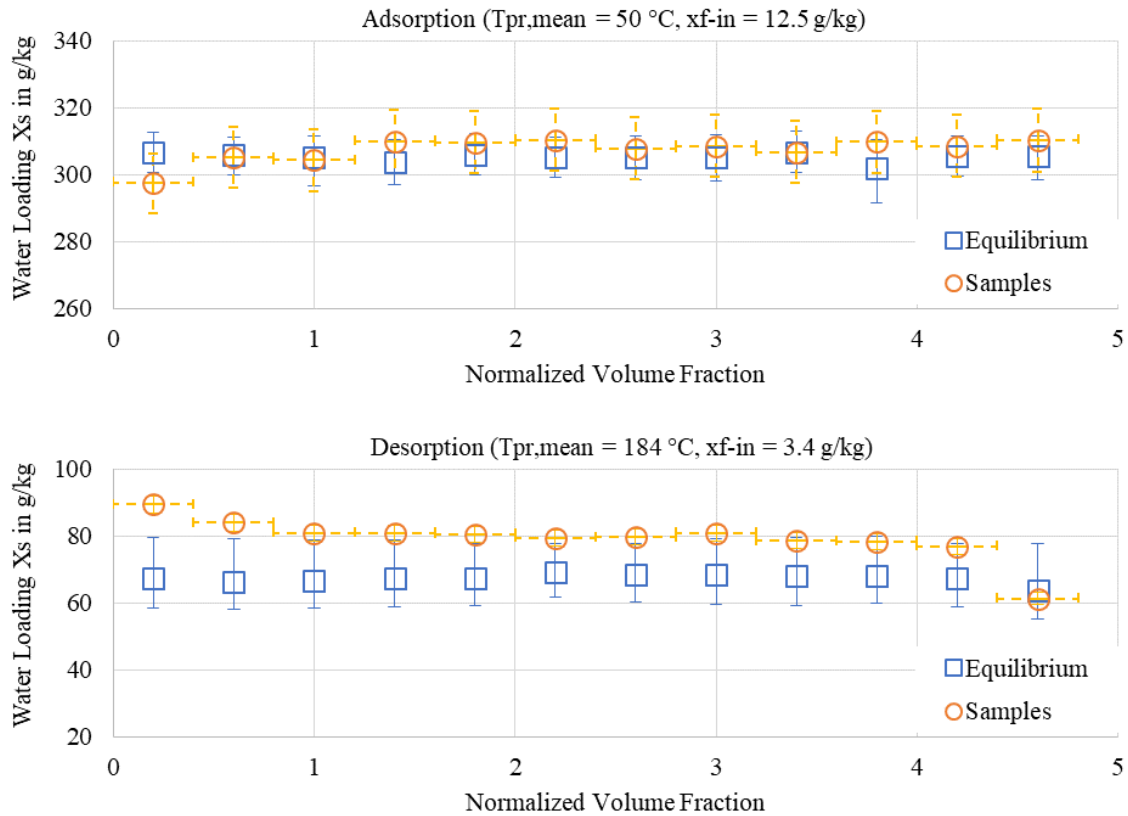 Adsorption (Tpr,mean = 50 °C, xf-in = 12.5 g/kg)
Water Loading Xs in g/kg
340
320
300
280
260
Equilibrium
Samples
0 1 2 3 4 5
Normalized Volume Fraction
Desorption (Tpr,mean = 184 °C, xf-in = 3.4 g/kg)
Water Loading Xs in g/kg
100
80
60
40
20
Equilibrium
Samples
0 1 2 3 4 5
Normalized Volume Fraction